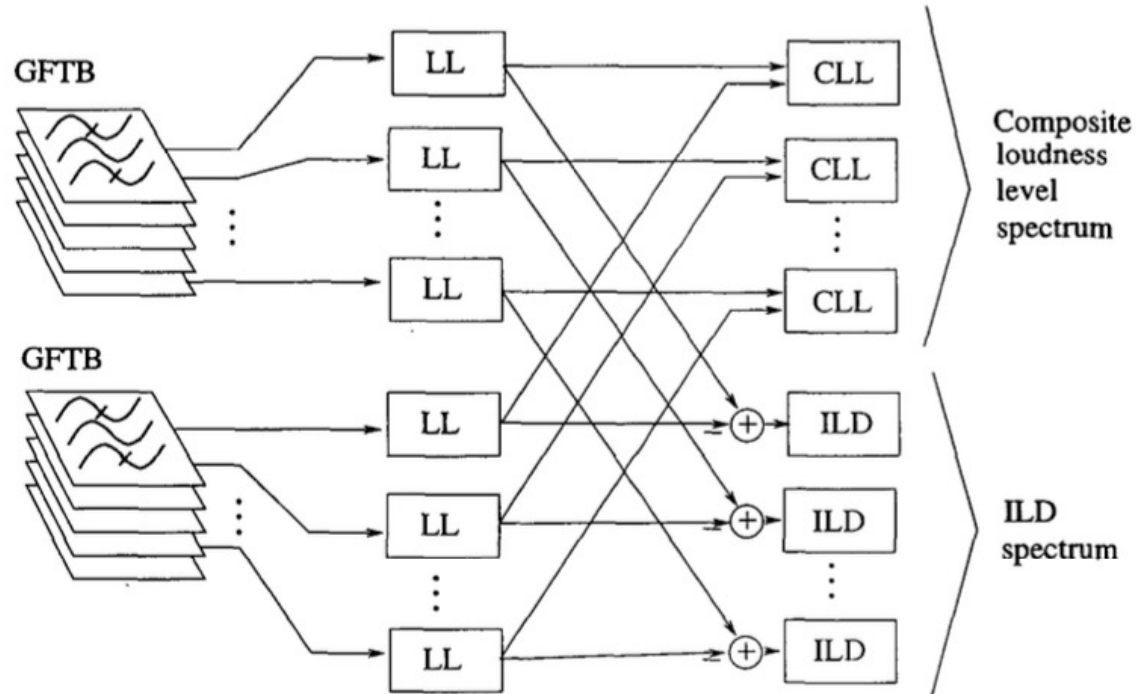 GFTB
LL
CLL
LL
CLL
LL
CLL
Composite
loudness
level
spectrum
GFTB
LL
+
ILD
LL
+
ILD
LL
+
ILD
ILD
spectrum